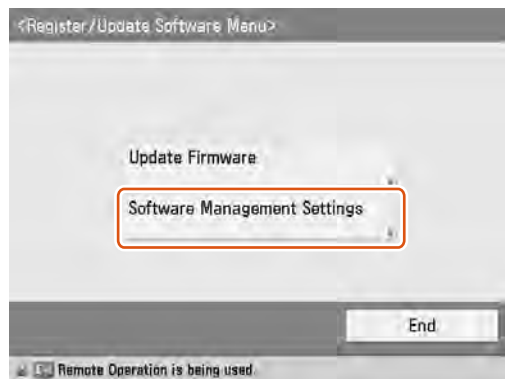 <Register/Update Software Menu>
Update Firmware
Software Management Settings
End
Remote Operation is being used.